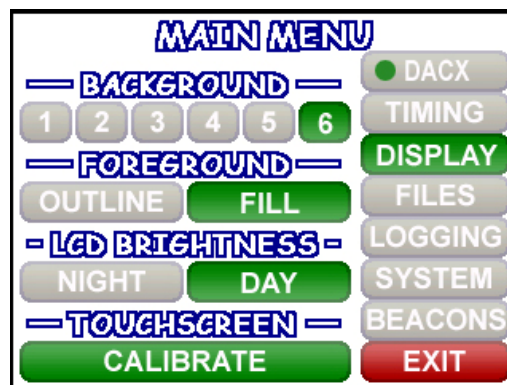 MAIN MENU
BACKGROUND
1 2 3 4 5 6
FOREGROUND
OUTLINE FILL
LCD BRIGHTNESS
NIGHT DAY
TOUCHSCREEN
CALIBRATE
DACX
TIMING
DISPLAY
FILES
LOGGING
SYSTEM
BEACONS
EXIT